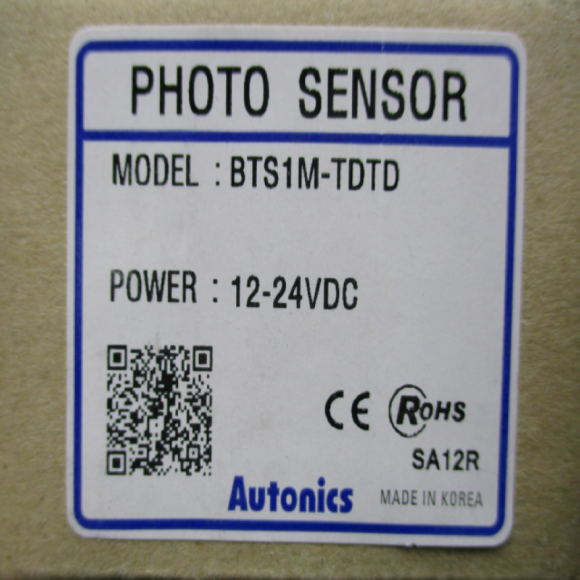 PHOTO SENSOR
MODEL : BTS1M-TDTD
POWER : 12-24VDC
CE RoHS
SA12R
Autonics MADE IN KOREA